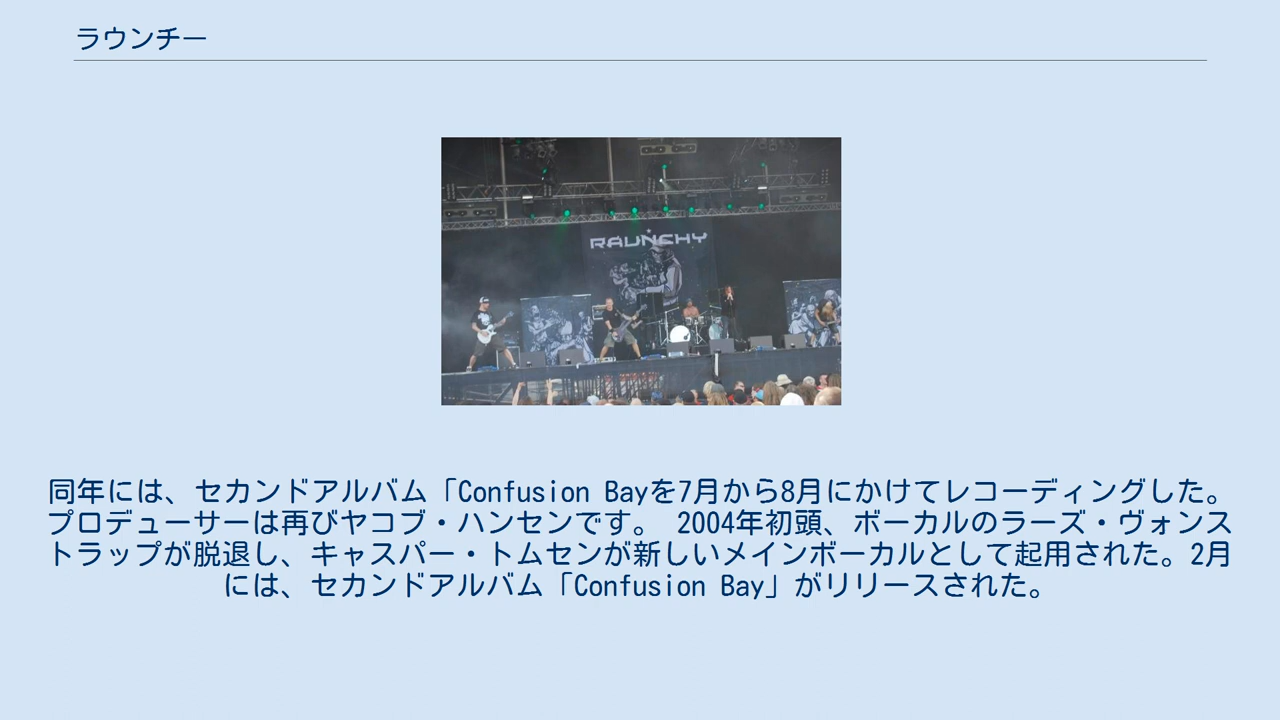 ラウンチー
RAUNCHY
同年には、セカンドアルバム「Confusion Bayを7月から8月にかけてレコーディングした。
プロデューサーは再びヤコブ・ハンセンです。 2004年初頭、ボーカルのラーズ・ヴォンス
トラップが脱退し、キャスパー・トムセンが新しいメインボーカルとして起用された。2月
には、セカンドアルバム「Confusion Bay」がリリースされた。